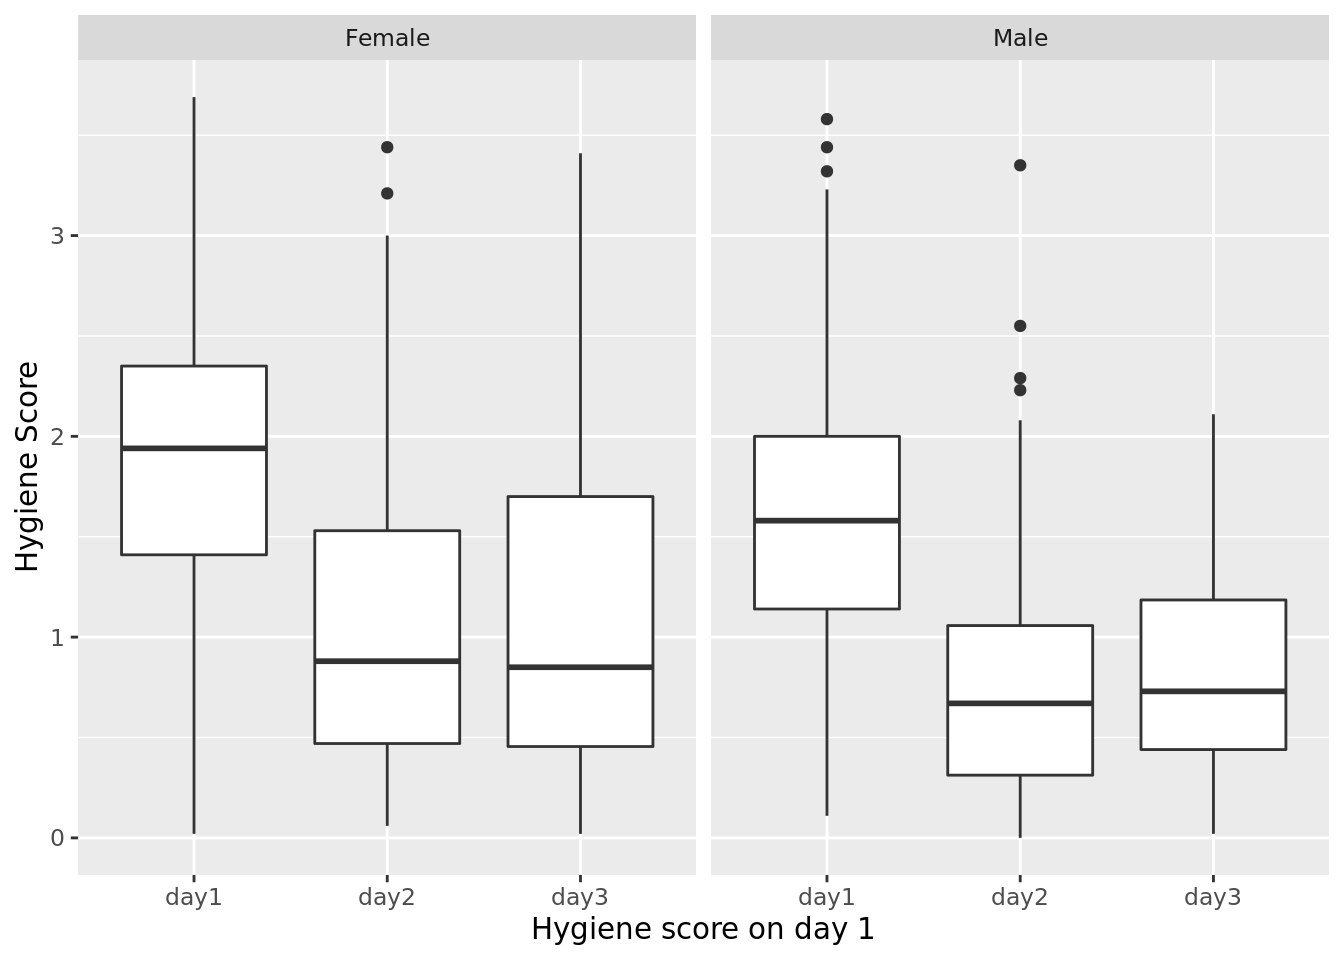 Female
Male
Hygiene Score
3
2
1
0
day1
day2
day3
day1
day2
day3
Hygiene score on day 1